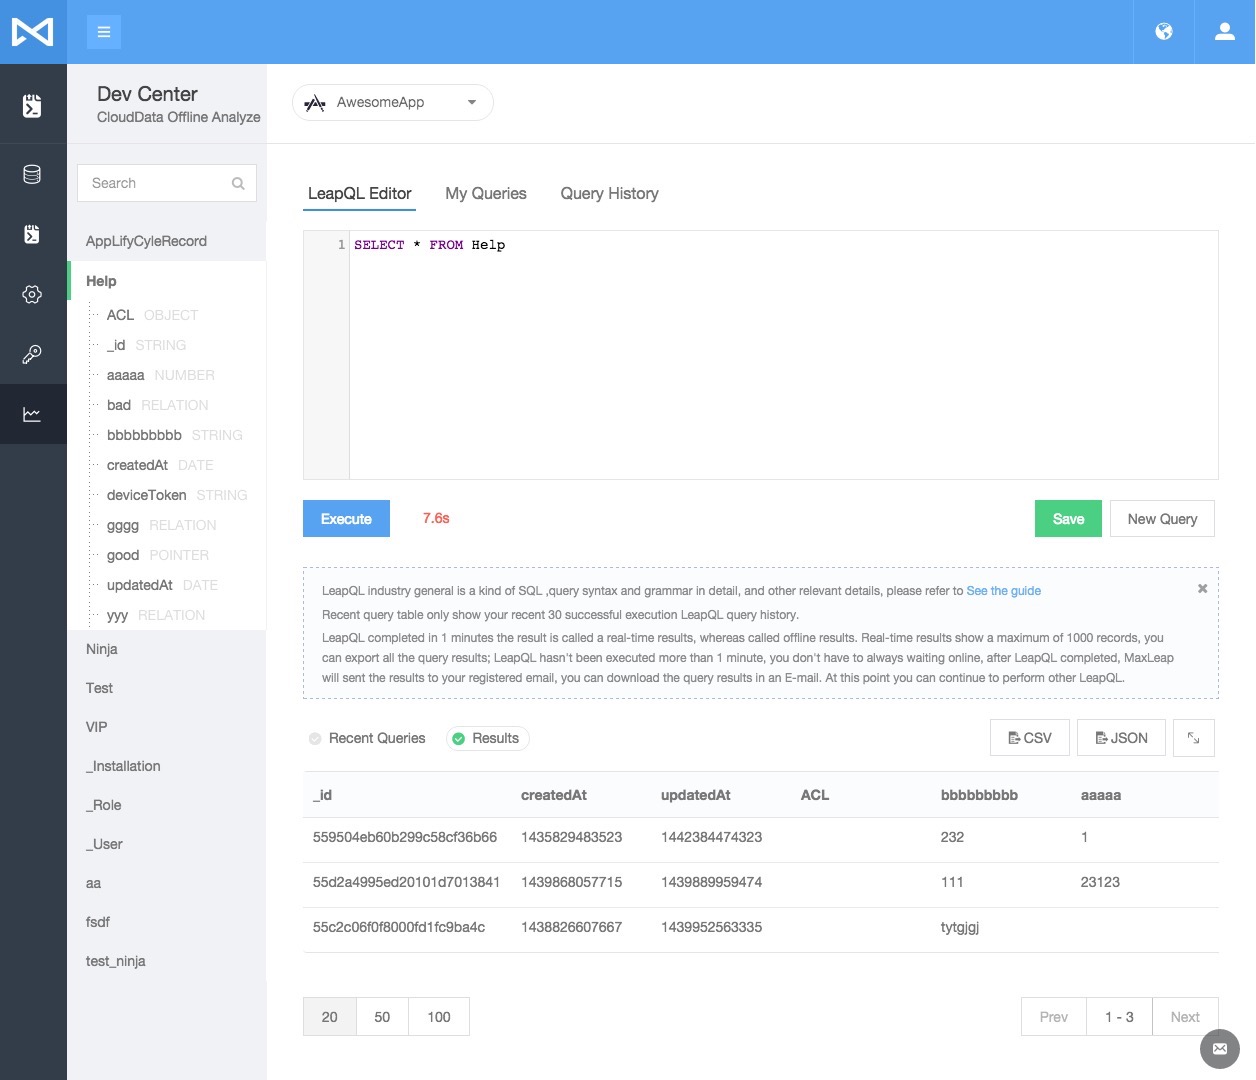 Dev Center
CloudData Offline Analyze
AwesomeApp
Search
AppLifyCyleRecord
Help
ACL OBJECT
_id STRING
aaaaa NUMBER
bad RELATION
bbbbbbbbb STRING
createdAt DATE
deviceToken STRING
gggg RELATION
good POINTER
updatedAt DATE
yyy RELATION
Ninja
Test
VIP
_Installation
_Role
_User
aa
fsdf
test_ninja
LeapQL Editor My Queries Query History
1 SELECT * FROM Help
Execute 7.6s Save New Query
LeapQL industry general is a kind of SQL ,query syntax and grammar in detail, and other relevant details, please refer to See the guide
Recent query table only show your recent 30 successful execution LeapQL query history.
LeapQL completed in 1 minutes the result is called a real-time results, whereas called offline results. Real-time results show a maximum of 1000 records, you
can export all the query results; LeapQL hasn't been executed more than 1 minute, you don't have to always waiting online, after LeapQL completed, MaxLeap
will sent the results to your registered email, you can download the query results in an E-mail. At this point you can continue to perform other LeapQL.
Recent Queries Results CSV JSON
_id createdAt updatedAt ACL bbbbbbbbb aaaaa
559504eb60b299c58cf36b66 1435829483523 1442384474323 232 1
55d2a4995ed20101d7013841 1439868057715 1439889959474 111 23123
55c2c06f0f8000fd1fc9ba4c 1438826607667 1439952563335 tytgjgj
20 50 100 Prev 1 - 3 Next